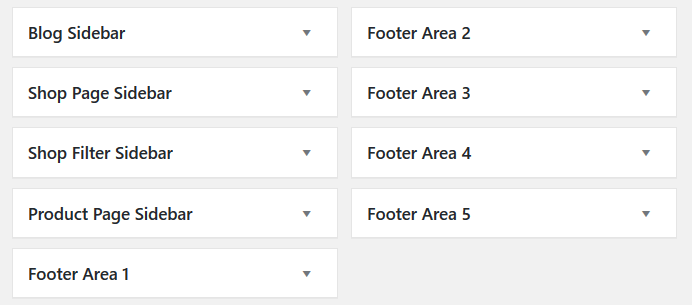 Blog Sidebar
Shop Page Sidebar
Shop Filter Sidebar
Product Page Sidebar
Footer Area 1
Footer Area 2
Footer Area 3
Footer Area 4
Footer Area 5